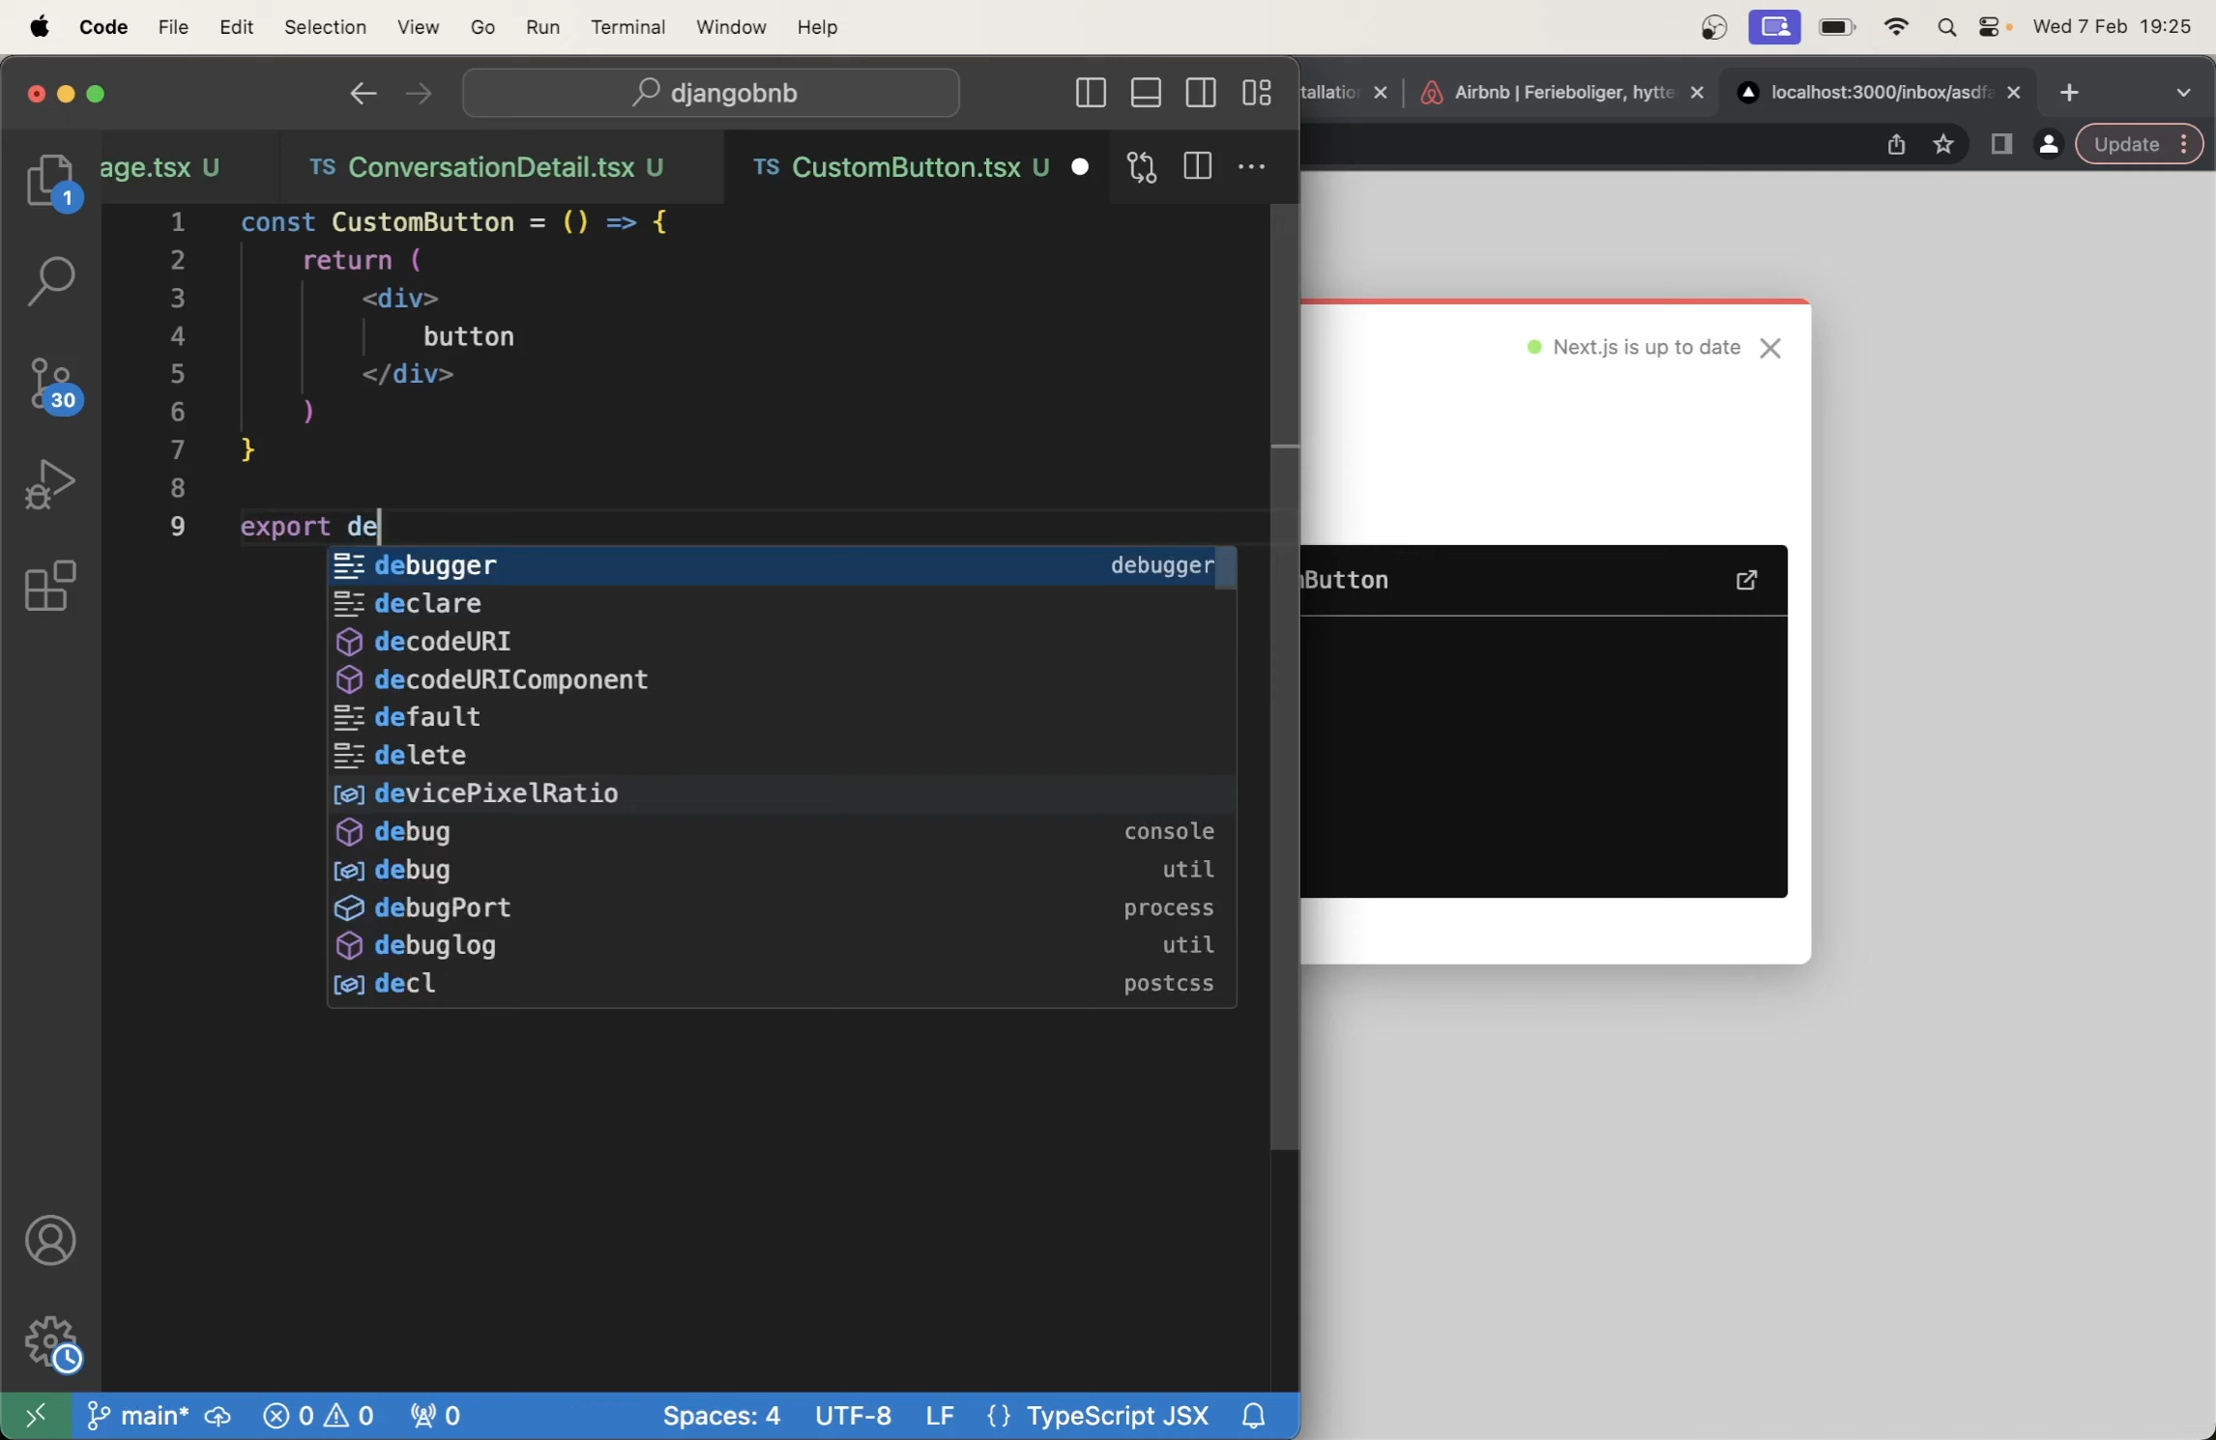 Code File Edit Selection View Go Run Terminal Window Help Wed 7 Feb 19:25
djangobnb
tallation Airbnb | Ferieboliger, hytte localhost:3000/inbox/asdfa
Update
age.tsx U TS ConversationDetail.tsx U TS CustomButton.tsx U
1 const CustomButton = () => {
2 return (
3 <div>
4 button
5 </div>
6 )
7 }
8
9 export de
debugger debugger
declare
decodeURI
decodeURIComponent
default
delete
devicePixelRatio
debug console
debug util
debugPort process
debuglog util
decl postcss
1
30
Next.js is up to date
Button
main* 0 0 0 Spaces: 4 UTF-8 LF {} TypeScript JSX